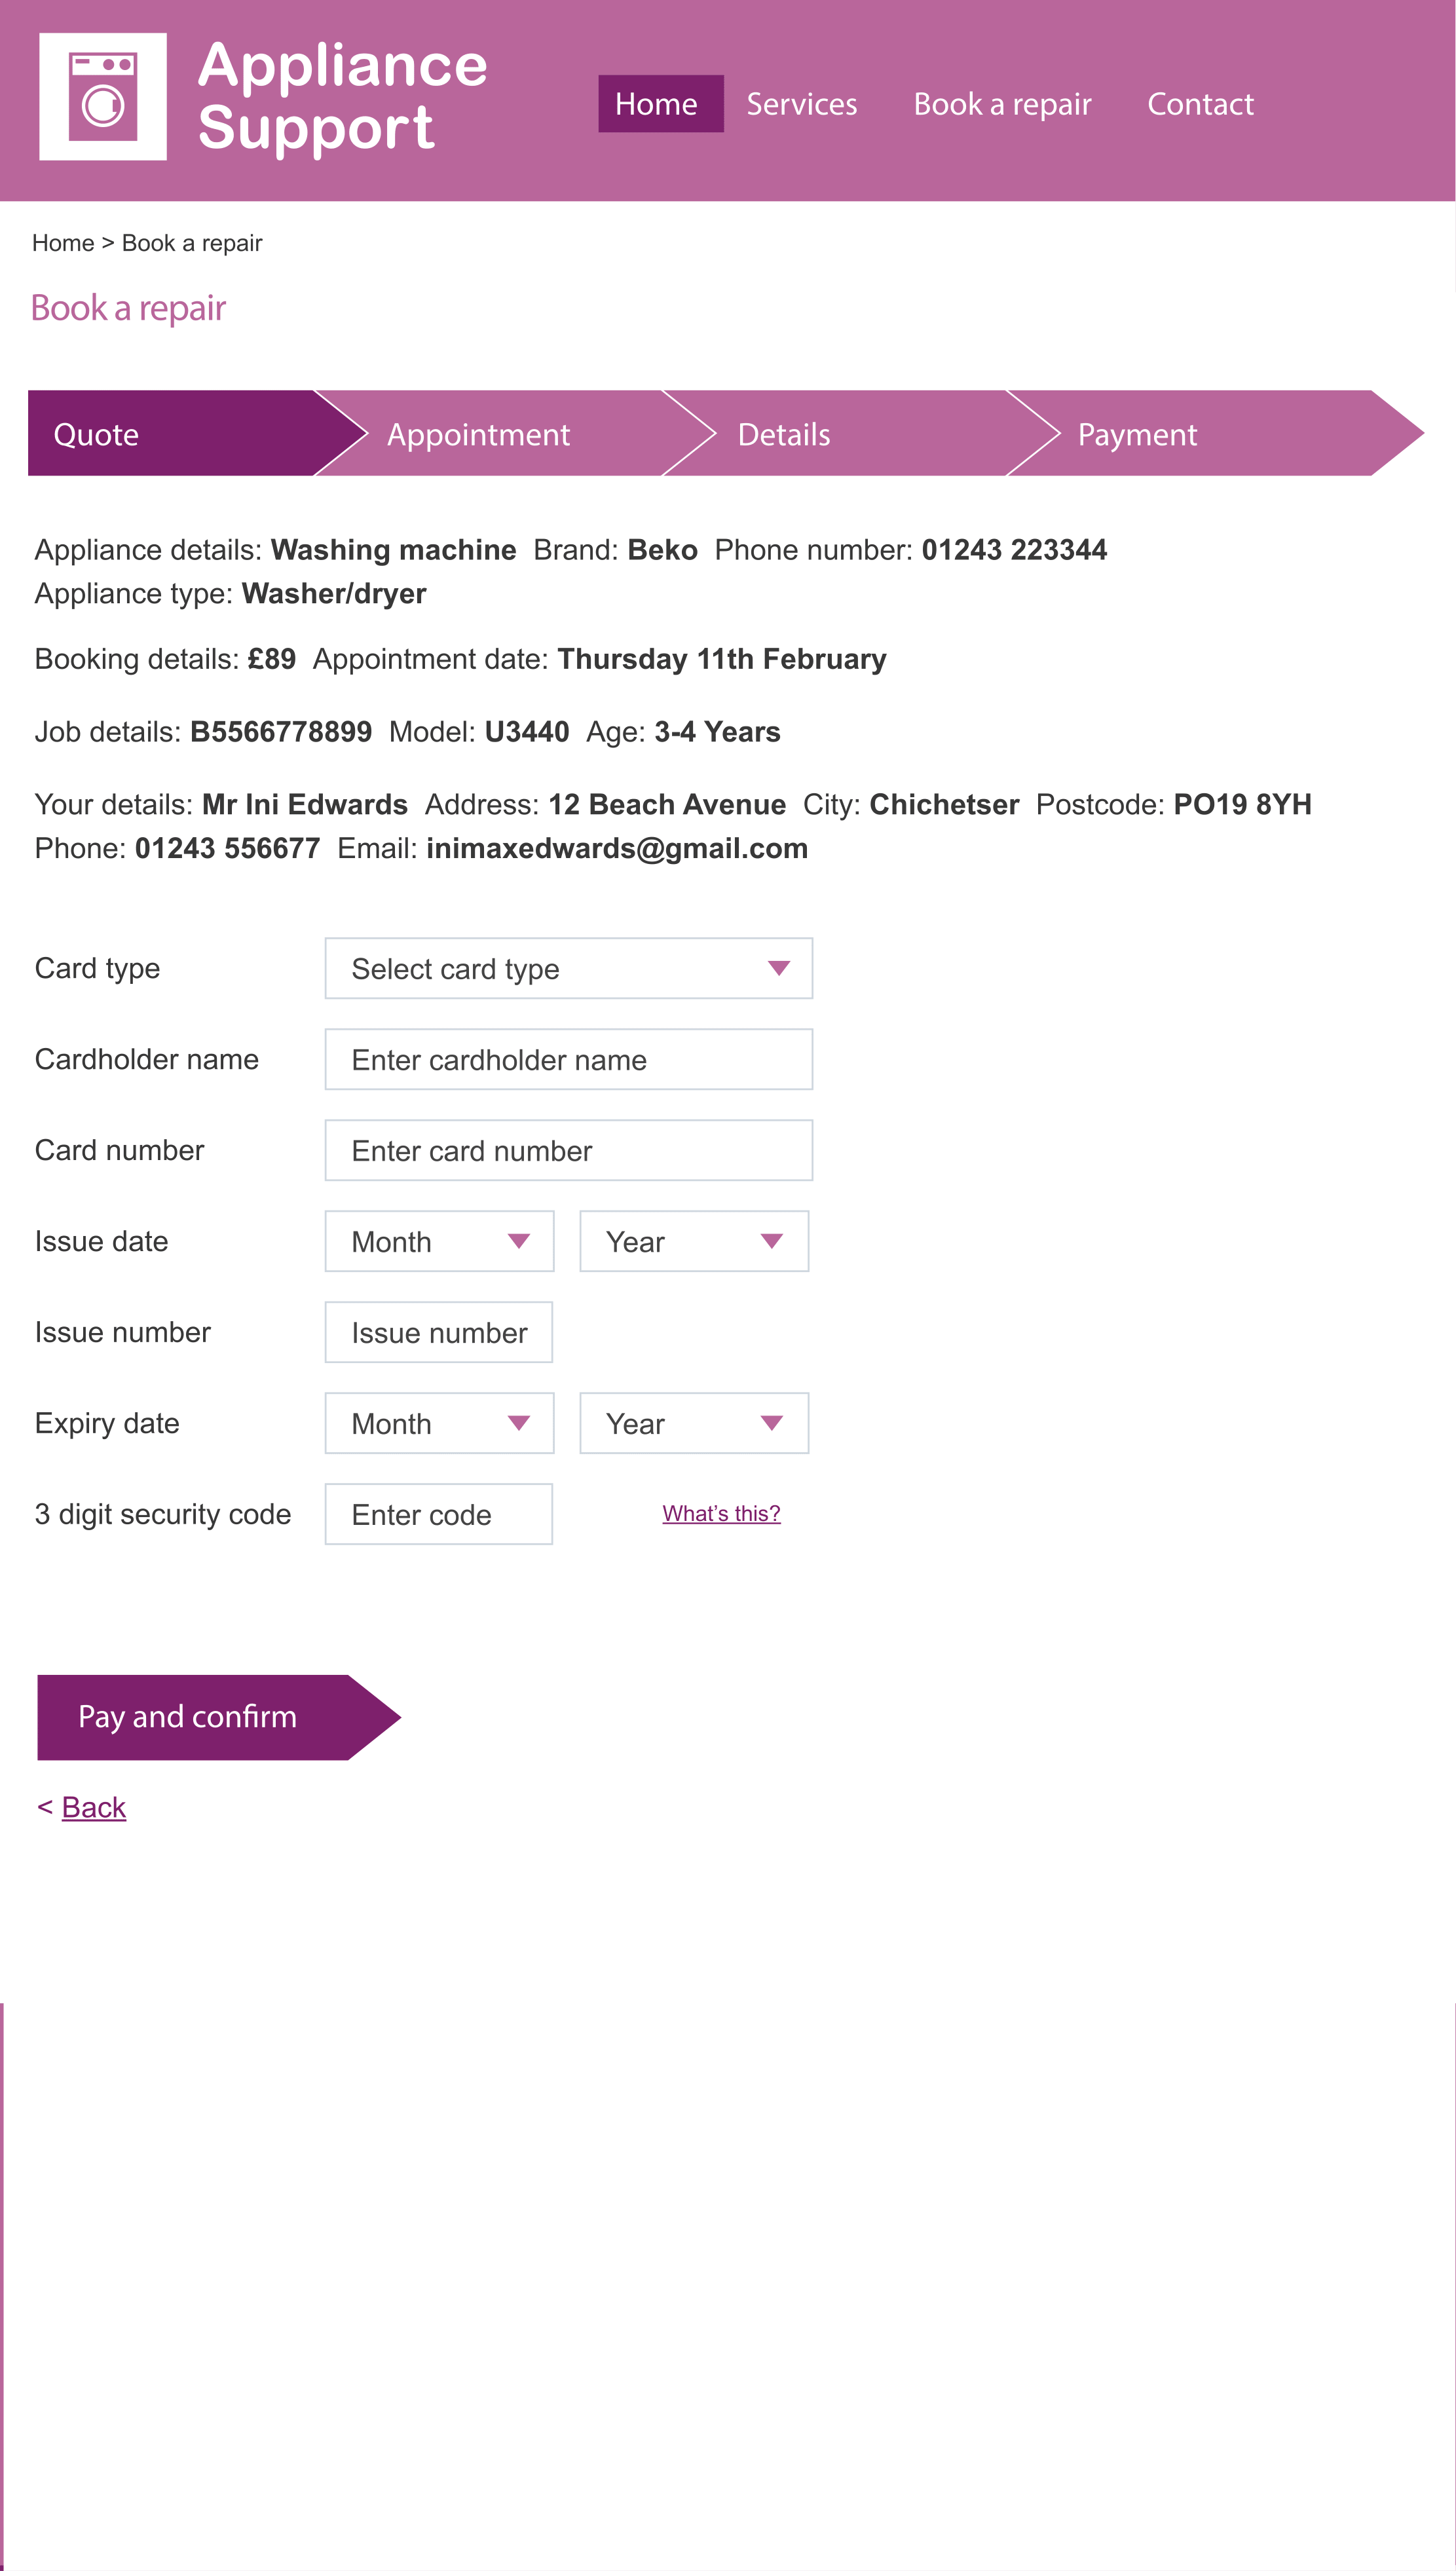 Appliance
Support
Home Services Book a repair Contact
Home > Book a repair
Book a repair
Quote Appointment Details Payment
Appliance details: Washing machine Brand: Beko Phone number: 01243 223344
Appliance type: Washer/dryer
Booking details: £89 Appointment date: Thursday 11th February
Job details: B5566778899 Model: U3440 Age: 3-4 Years
Your details: Mr Ini Edwards Address: 12 Beach Avenue City: Chichetser Postcode: PO19 8YH
Phone: 01243 556677 Email: inimaxedwards@gmail.com
Card type Select card type
Cardholder name Enter cardholder name
Card number Enter card number
Issue date Month Year
Issue number Issue number
Expiry date Month Year
3 digit security code Enter code What’s this?
Pay and confirm
< Back